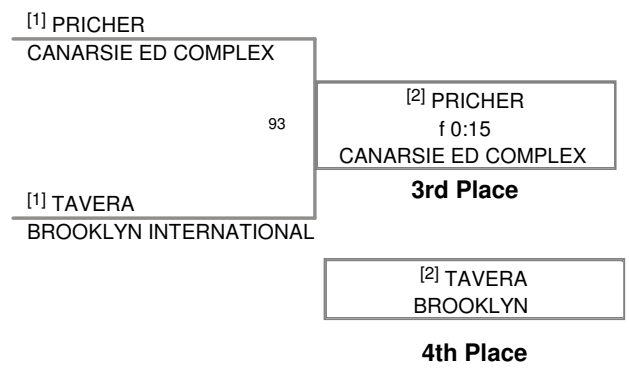 [1] PRICHER
CANARSIE ED COMPLEX
93
[2] PRICHER
f 0:15
CANARSIE ED COMPLEX
3rd Place
[1] TAVERA
BROOKLYN INTERNATIONAL
[2] TAVERA
BROOKLYN
4th Place